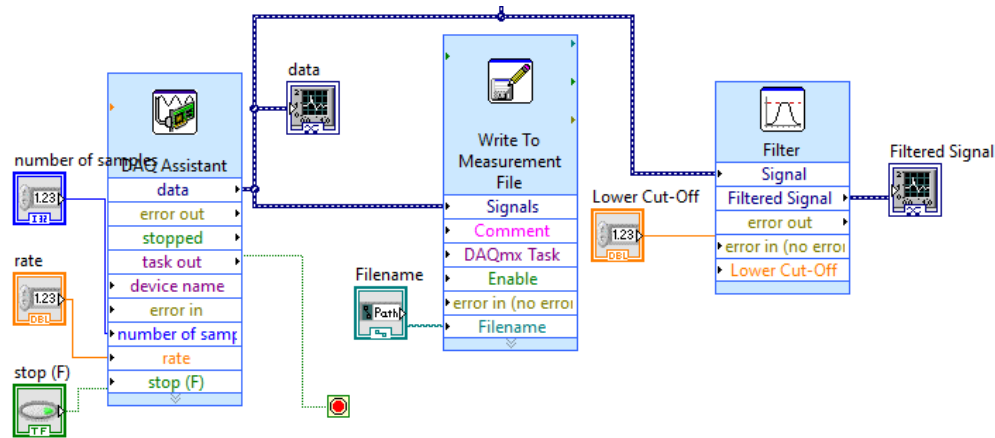 number of samples
1.23
I32
rate
1.23
DBL
stop (F)
TF
DAQ Assistant
data
error out
stopped
task out
device name
error in
number of samp
rate
stop (F)
data
Filename
Path
Write To
Measurement
File
Signals
Comment
DAQmx Task
Enable
error in (no erroi
Filename
Lower Cut-Off
1.23
DBL
Filter
Signal
Filtered Signal
error out
error in (no erroi
Lower Cut-Off
Filtered Signal